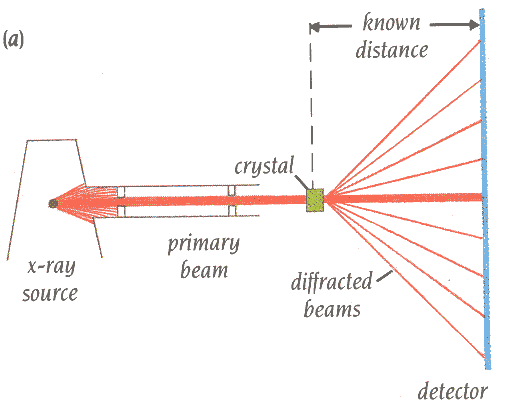 (a)
known
distance
crystal
primary
beam
x-ray
source
diffracted
beams
detector